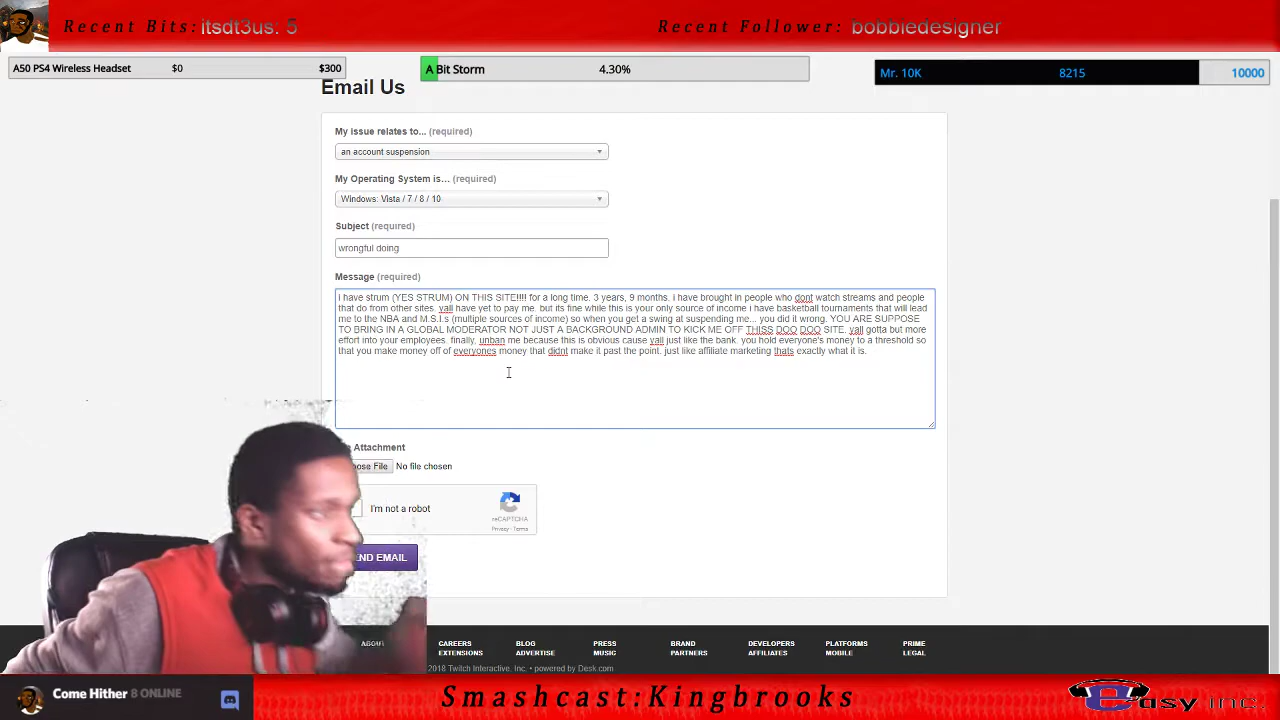 Recent Bits: itsdt3us: 5
Recent Follower: bobbiedesigner
A50 PS4 Wireless Headset $0 $300
A Bit Storm 4.30%
Mr. 10K 8215 10000
Email Us
My issue relates to... (required)
an account suspension
My Operating System is... (required)
Windows: Vista / 7 / 8 / 10
Subject (required)
wrongful doing
Message (required)
i have strum (YES STRUM) ON THIS SITE!!!! for a long time. 3 years, 9 months. i have brought in people who dont watch streams and people
that do from other sites. yall have yet to pay me. but its fine while this is your only source of income i have basketball tournaments that will lead
me to the NBA and M.S.I.s (multiple sources of income) so when you get a swing at suspending me... you did it wrong. YOU ARE SUPPOSE
TO BRING IN A GLOBAL MODERATOR NOT JUST A BACKGROUND ADMIN TO KICK ME OFF THISS DOO DOO SITE. yall gotta but more
effort into your employees. finally, unban me because this is obvious cause yall just like the bank. you hold everyone's money to a threshold so
that you make money off of everyones money that didnt make it past the point. just like affiliate marketing thats exactly what it is.
Attachment
ose File No file chosen
I'm not a robot
reCAPTCHA
Privacy - Terms
END EMAIL
ABOUT CAREERS BLOG PRESS BRAND DEVELOPERS PLATFORMS PRIME
EXTENSIONS ADVERTISE MUSIC PARTNERS AFFILIATES MOBILE LEGAL
2018 Twitch Interactive, Inc. • powered by Desk.com
Come Hither 8 ONLINE
Smashcast:Kingbrooks
easy inc.